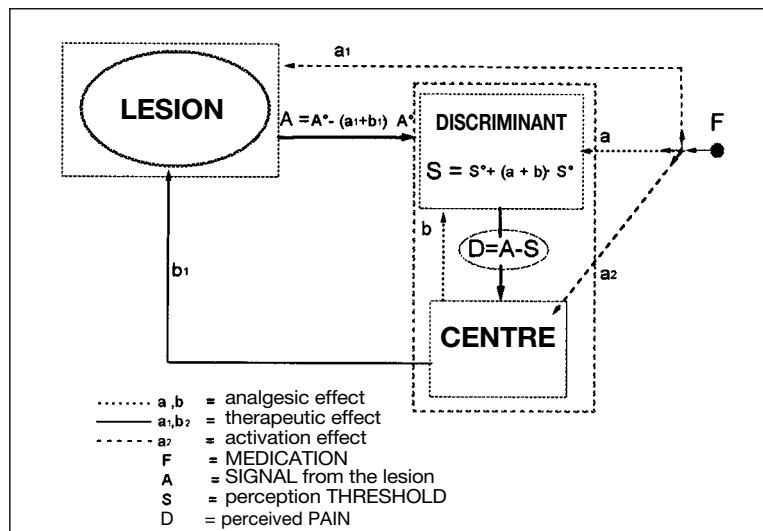 a1
LESION
A = A°- (a1+b1) A°
DISCRIMINANT
F
a
S = S°+ (a + b)· S°
b
D=A-S
b1
a2
CENTRE
a ,b = analgesic effect
a1,b2 = therapeutic effect
a2 = activation effect
F = MEDICATION
A = SIGNAL from the lesion
S = perception THRESHOLD
D = perceived PAIN